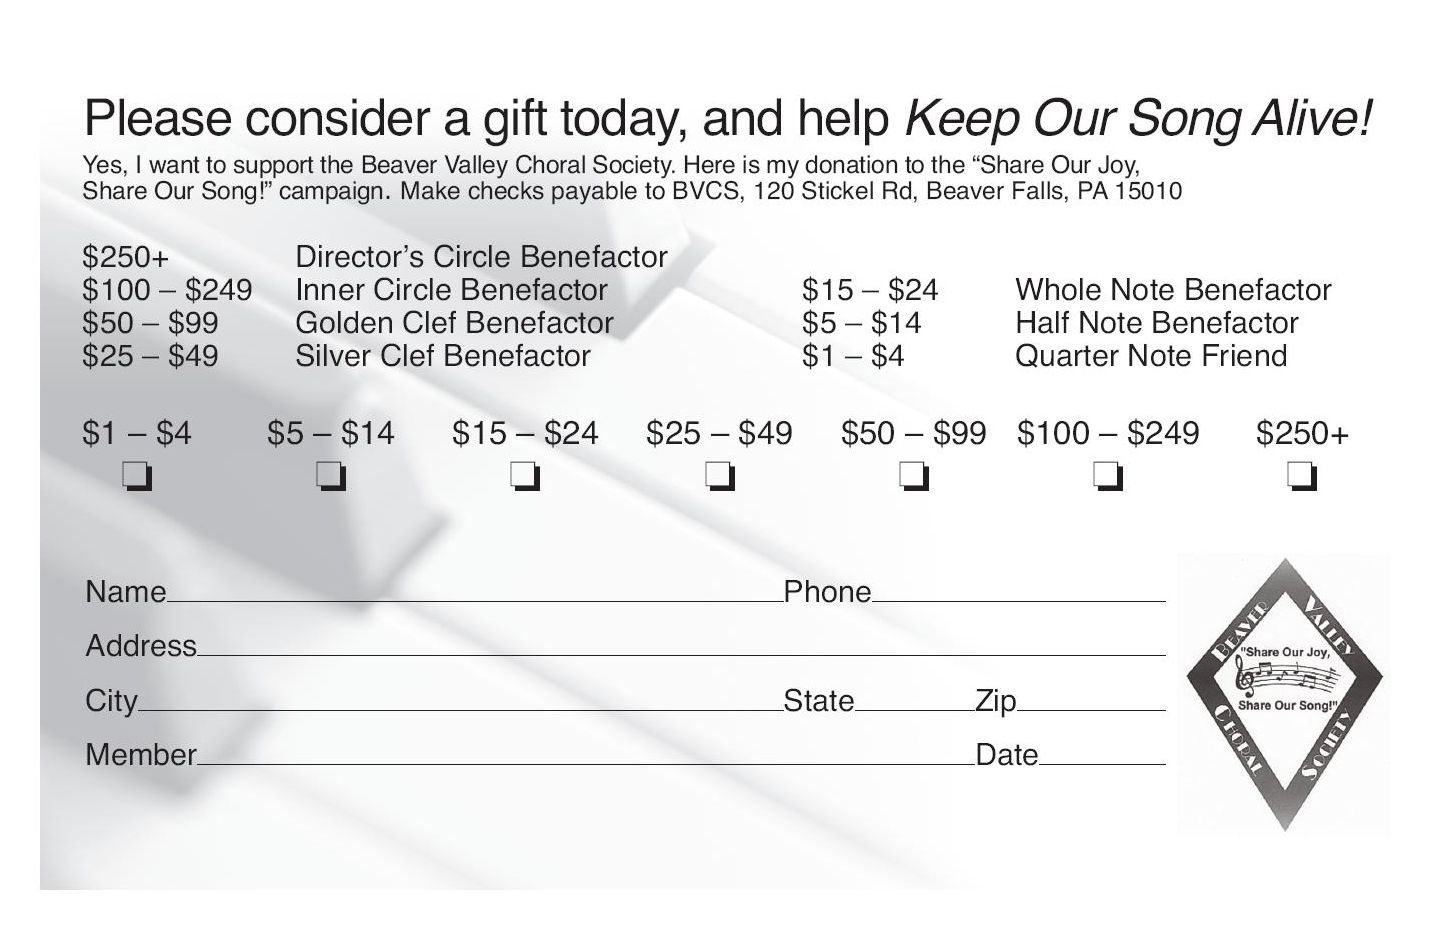 Please consider a gift today, and help Keep Our Song Alive!
Yes, I want to support the Beaver Valley Choral Society. Here is my donation to the “Share Our Joy,
Share Our Song!” campaign. Make checks payable to BVCS, 120 Stickel Rd, Beaver Falls, PA 15010
$250+ Director’s Circle Benefactor
$100 – $249 Inner Circle Benefactor
$50 – $99 Golden Clef Benefactor
$25 – $49 Silver Clef Benefactor
$15 – $24 Whole Note Benefactor
$5 – $14 Half Note Benefactor
$1 – $4 Quarter Note Friend
$1 – $4 $5 – $14 $15 – $24 $25 – $49 $50 – $99 $100 – $249 $250+
Name Phone
Address
City State Zip
Member Date
BEAVER VALLEY
"Share Our Joy,
Share Our Song!"
CHORAL SOCIETY